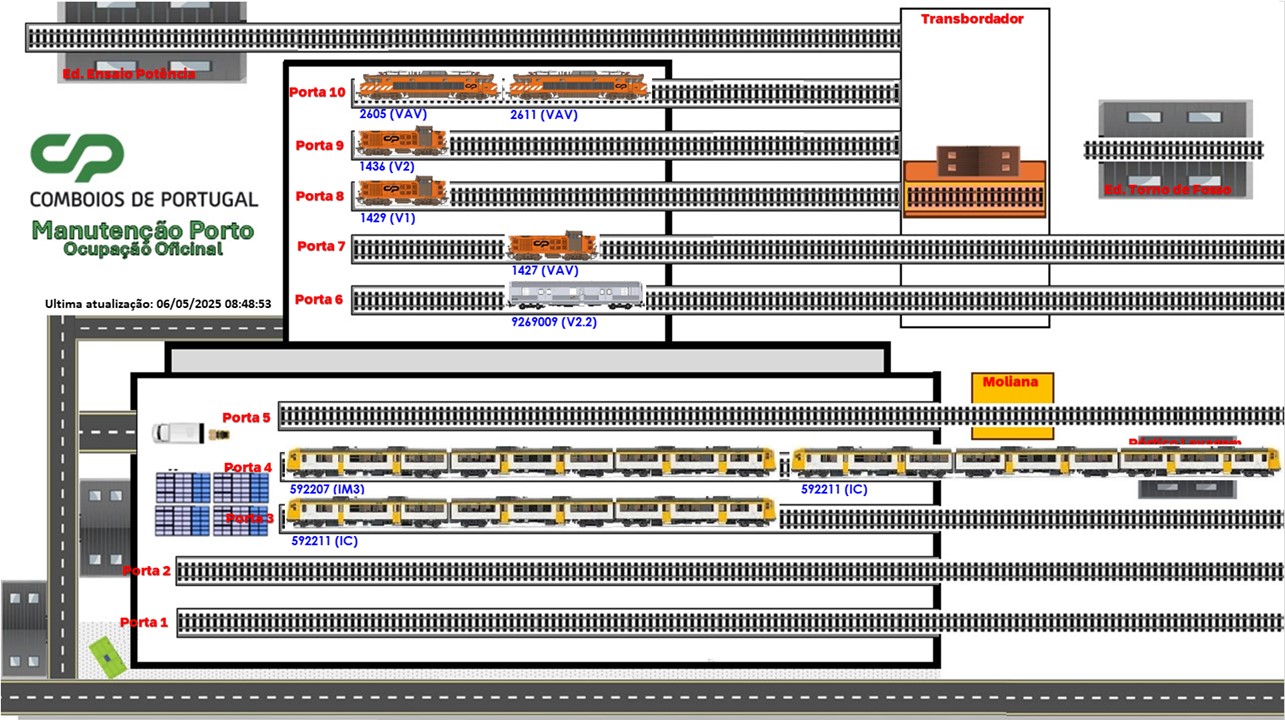 Transbordador
Ed. Ensaio Potência
Porta 10
2605 (VAV)
2611 (VAV)
CP
COMBOIOS DE PORTUGAL
Manutenção Porto
Ocupação Oficinal
Porta 9
1436 (V2)
Porta 8
1429 (V1)
Ed. Torno de Fosso
Porta 7
1427 (VAV)
Ultima atualização: 06/05/2025 08:48:53
Porta 6
9269009 (V2.2)
Moliana
Porta 5
Porta 4
592207 (IM3)
592211 (IC)
Porta 3
592211 (IC)
Porta 2
Porta 1